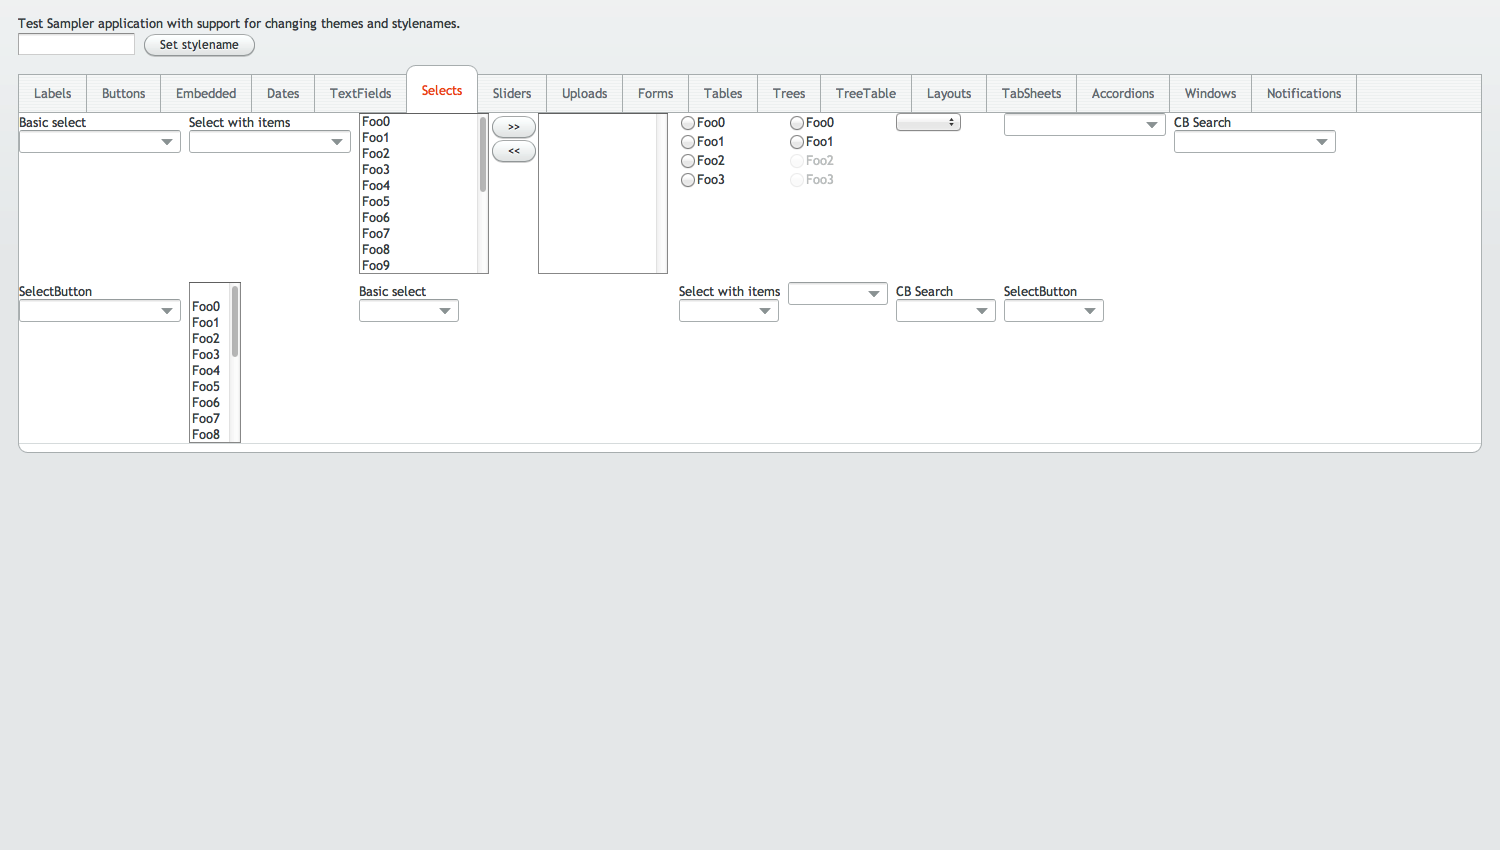 Test Sampler application with support for changing themes and stylenames.
Set stylename
Labels Buttons Embedded Dates TextFields Selects Sliders Uploads Forms Tables Trees TreeTable Layouts TabSheets Accordions Windows Notifications
Basic select
Select with items
Foo0
Foo1
Foo2
Foo3
Foo4
Foo5
Foo6
Foo7
Foo8
Foo9
>>
<<
Foo0
Foo1
Foo2
Foo3
Foo0
Foo1
Foo2
Foo3
CB Search
SelectButton
Foo0
Foo1
Foo2
Foo3
Foo4
Foo5
Foo6
Foo7
Foo8
Basic select
Select with items
CB Search
SelectButton